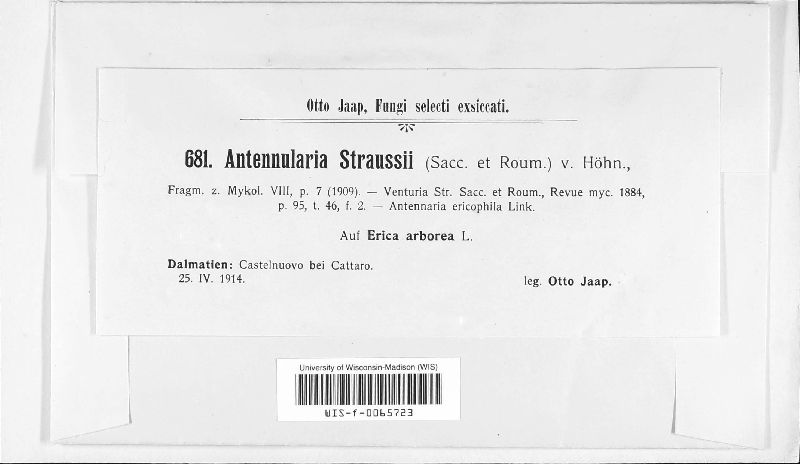 Otto Jaap, Fungi selecti exsiccati.
681. Antennularia Straussii (Sacc. et Roum.) v. Höhn.,
Fragm. z. Mykol. VIII, p. 7 (1909). — Venturia Str. Sacc. et Roum., Revue myc. 1884,
p. 95, t. 46, f. 2. — Antennaria ericophila Link.
Auf Erica arborea L.
Dalmatien: Castelnuovo bei Cattaro.
25. IV. 1914.
leg. Otto Jaap.
University of Wisconsin-Madison (WIS)
WIS-f-0065723